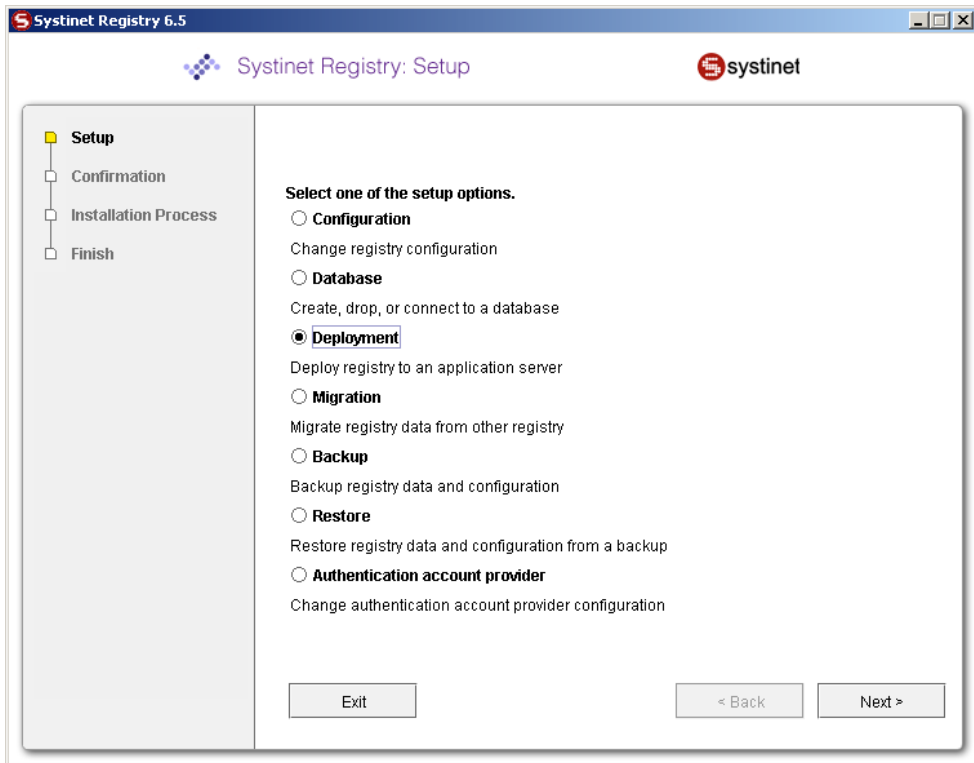 Systinet Registry 6.5
Systinet Registry: Setup
systinet
Setup
Confirmation
Installation Process
Finish
Select one of the setup options.
Configuration
Change registry configuration
Database
Create, drop, or connect to a database
Deployment
Deploy registry to an application server
Migration
Migrate registry data from other registry
Backup
Backup registry data and configuration
Restore
Restore registry data and configuration from a backup
Authentication account provider
Change authentication account provider configuration
Exit
< Back
Next >